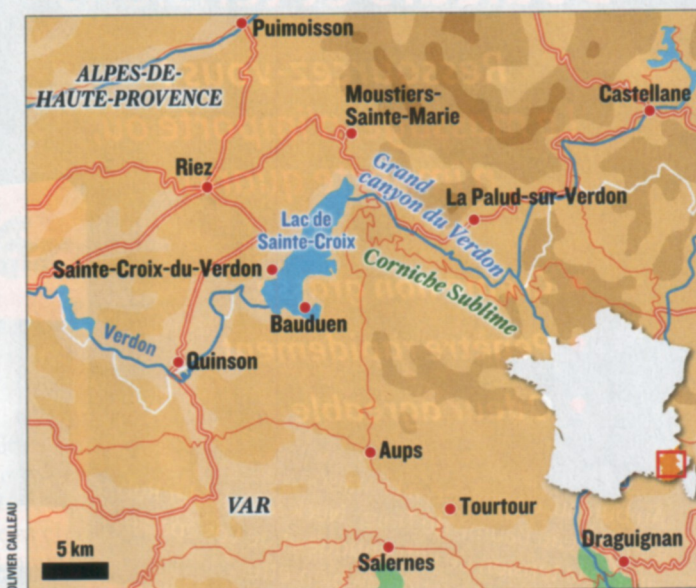 Puimoisson
ALPES-DE-
HAUTE-PROVENCE
Castellane
Moustiers-
Sainte-Marie
Riez
Grand
canyon du Verdon
La Palud-sur-Verdon
Lac de
Sainte-Croix
Sainte-Croix-du-Verdon
Corniche Sublime
Bauduen
Verdon
Quinson
Aups
VAR
Tourtour
Draguignan
Salernes
5 km
OLIVIER CAILLEAU